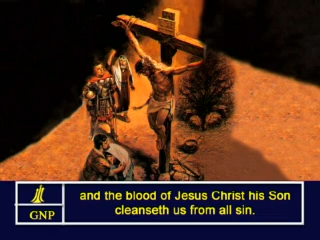 and the blood of Jesus Christ his Son
cleanseth us from all sin.
GNP